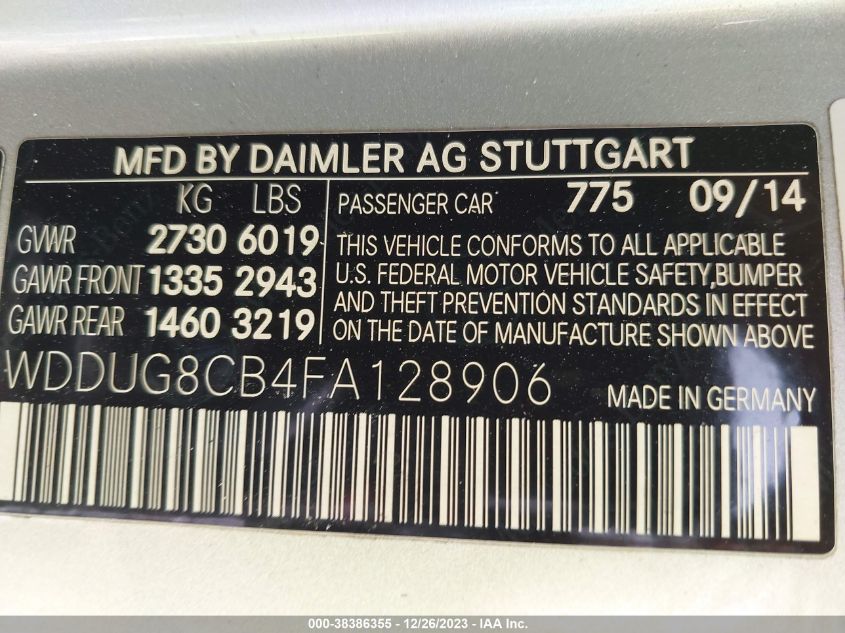 MFD BY DAIMLER AG STUTTGART
KG LBS
GVWR 2730 6019
GAWR FRONT 1335 2943
GAWR REAR 1460 3219
PASSENGER CAR 775 09/14
THIS VEHICLE CONFORMS TO ALL APPLICABLE
U.S. FEDERAL MOTOR VEHICLE SAFETY,BUMPER
AND THEFT PREVENTION STANDARDS IN EFFECT
ON THE DATE OF MANUFACTURE SHOWN ABOVE
WDDUG8CB4FA128906 MADE IN GERMANY
000-38386355 - 12/26/2023 - IAA Inc.